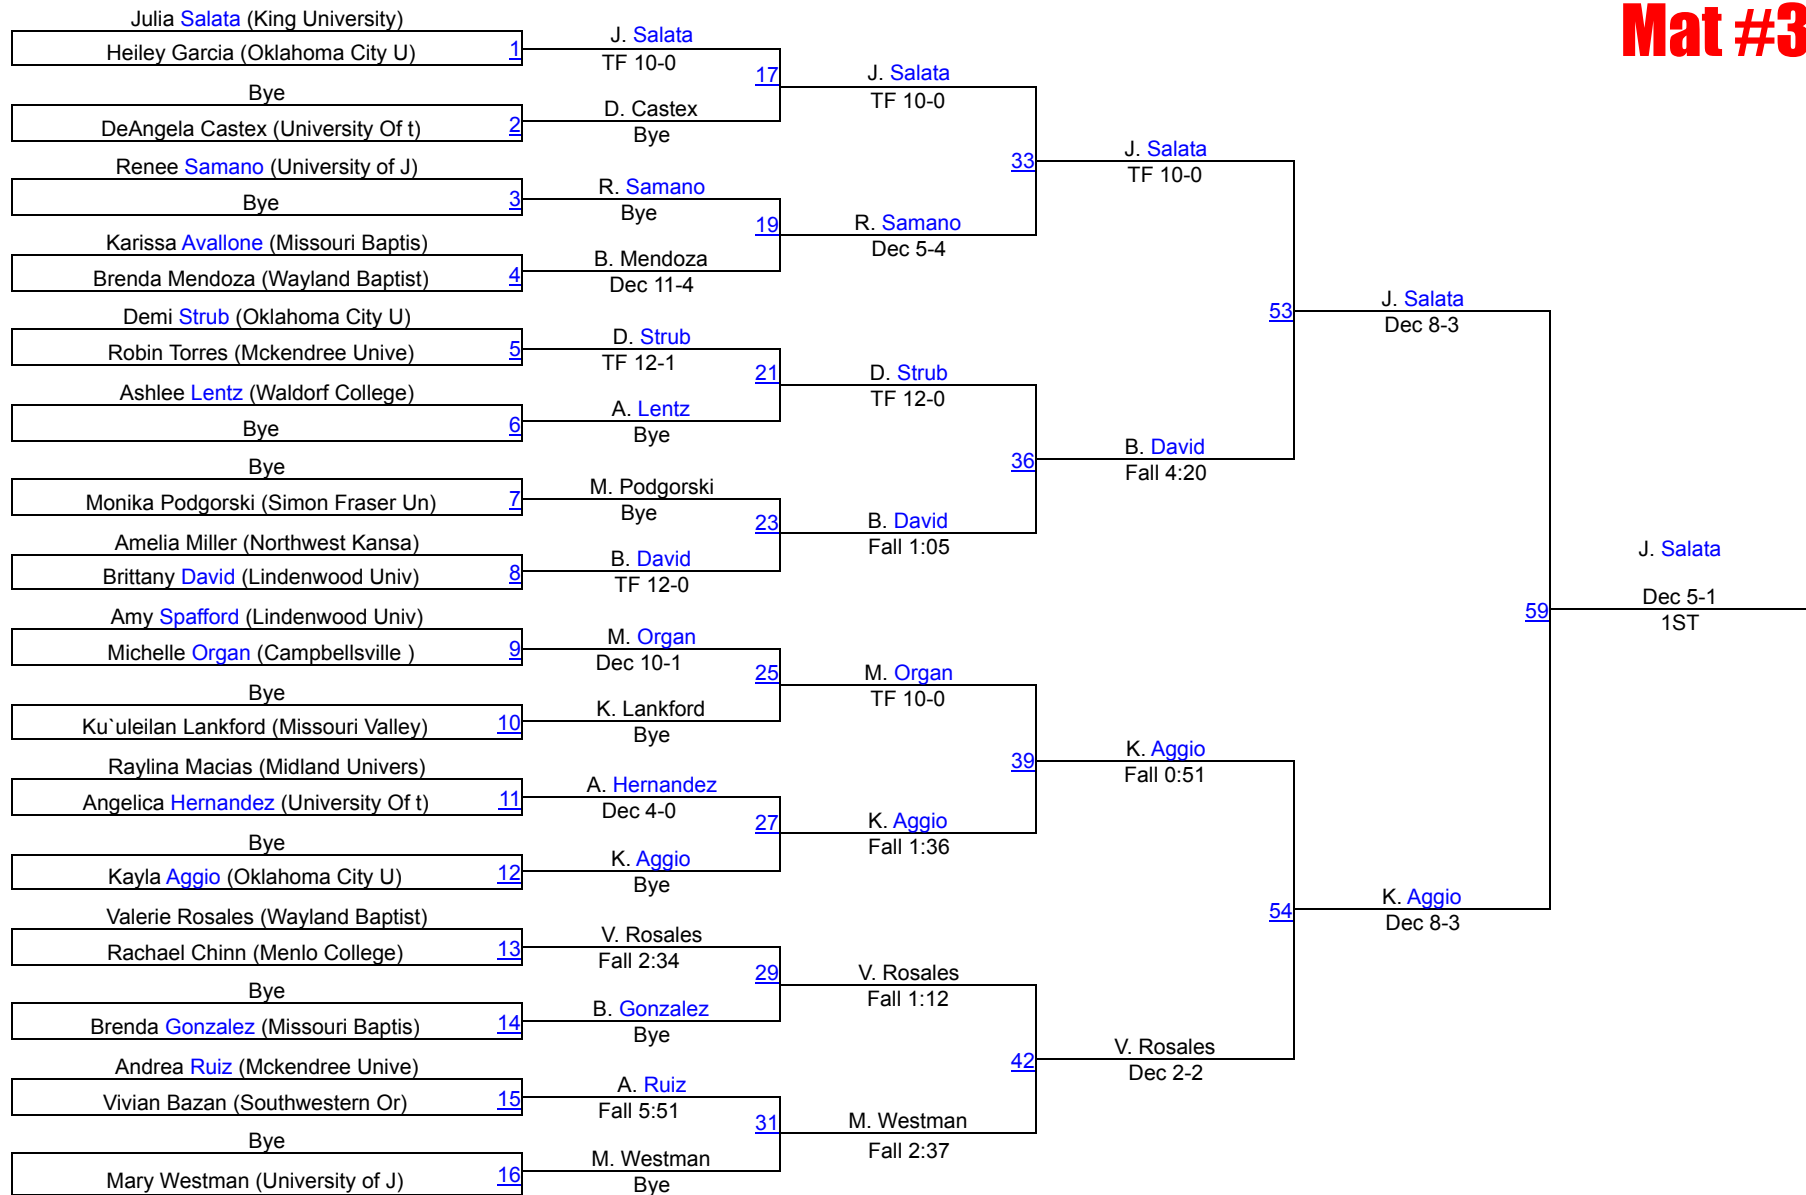 Mat #3
Julia Salata (King University)
Heiley Garcia (Oklahoma City U)
1
Bye
DeAngela Castex (University Of t)
2
Renee Samano (University of J)
Bye
3
Karissa Avallone (Missouri Baptis)
Brenda Mendoza (Wayland Baptist)
4
Demi Strub (Oklahoma City U)
Robin Torres (Mckendree Unive)
5
Ashlee Lentz (Waldorf College)
Bye
6
Bye
Monika Podgorski (Simon Fraser Un)
7
Amelia Miller (Northwest Kansa)
Brittany David (Lindenwood Univ)
8
Amy Spafford (Lindenwood Univ)
Michelle Organ (Campbellsville )
9
Bye
Ku`uleilan Lankford (Missouri Valley)
10
Raylina Macias (Midland Univers)
Angelica Hernandez (University Of t)
11
Bye
Kayla Aggio (Oklahoma City U)
12
Valerie Rosales (Wayland Baptist)
Rachael Chinn (Menlo College)
13
Bye
Brenda Gonzalez (Missouri Baptis)
14
Andrea Ruiz (Mckendree Unive)
Vivian Bazan (Southwestern Or)
15
Bye
Mary Westman (University of J)
16
J. Salata
TF 10-0
17
D. Castex
Bye
R. Samano
Bye
19
B. Mendoza
Dec 11-4
D. Strub
TF 12-1
21
A. Lentz
Bye
M. Podgorski
Bye
23
B. David
TF 12-0
M. Organ
Dec 10-1
25
K. Lankford
Bye
A. Hernandez
Dec 4-0
27
K. Aggio
Bye
V. Rosales
Fall 2:34
29
B. Gonzalez
Bye
A. Ruiz
Fall 5:51
31
M. Westman
Bye
J. Salata
TF 10-0
33
R. Samano
Dec 5-4
D. Strub
TF 12-0
36
B. David
Fall 1:05
M. Organ
TF 10-0
39
K. Aggio
Fall 1:36
V. Rosales
Fall 1:12
42
M. Westman
Fall 2:37
J. Salata
TF 10-0
53
B. David
Fall 4:20
K. Aggio
Fall 0:51
54
V. Rosales
Dec 2-2
J. Salata
Dec 8-3
59
K. Aggio
Dec 8-3
J. Salata
Dec 5-1
1ST